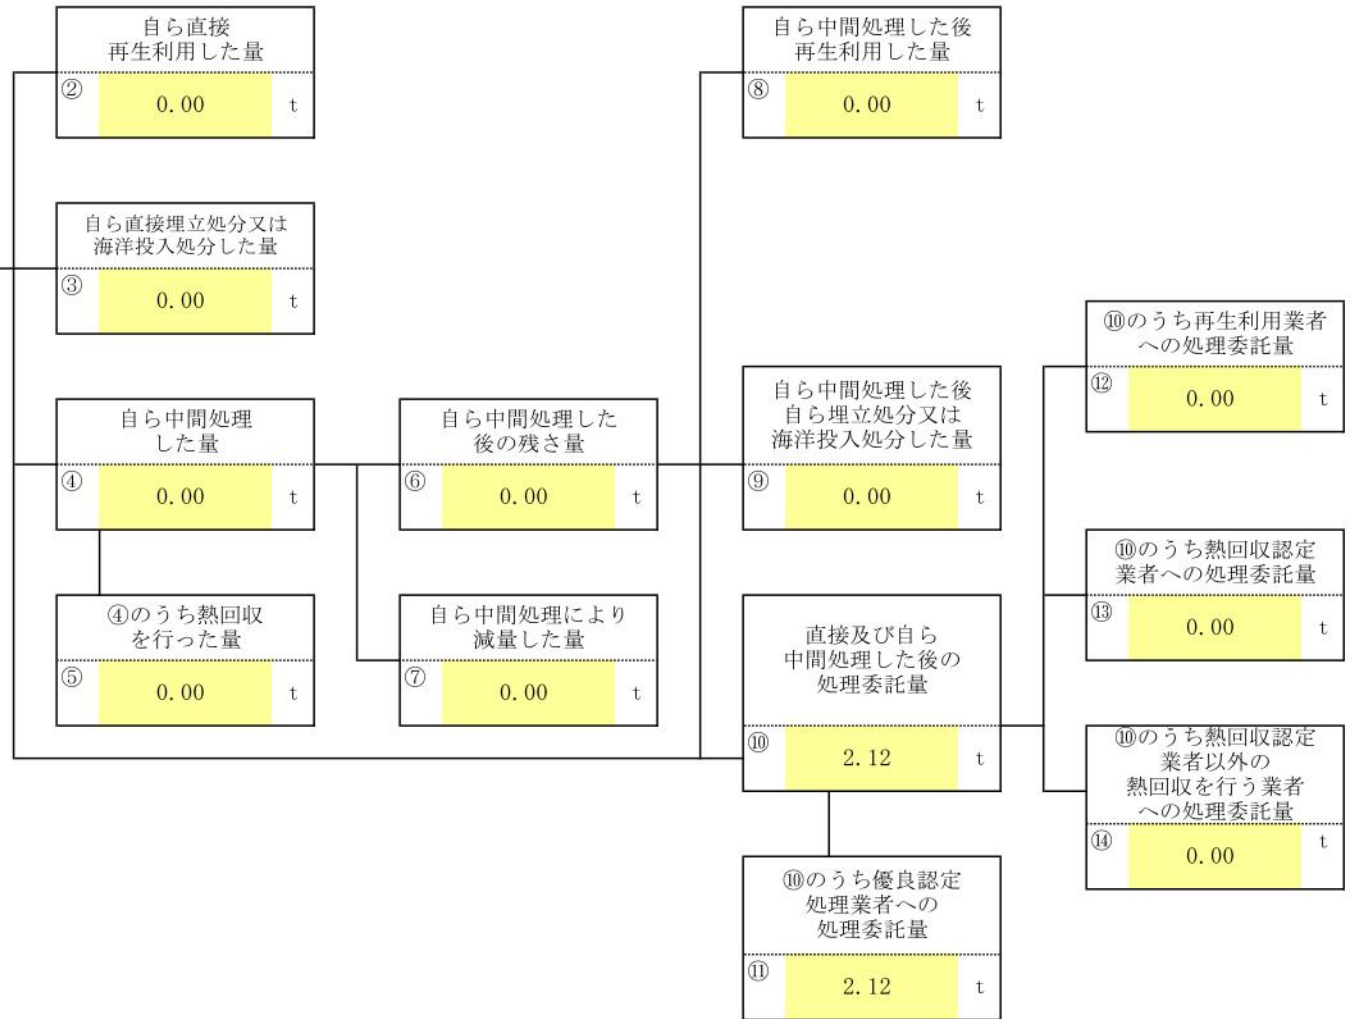 自ら直接
再生利用した量
② 0.00 t
自ら直接埋立処分又は
海洋投入処分した量
③ 0.00 t
自ら中間処理
した量
④ 0.00 t
④のうち熱回収
を行った量
⑤ 0.00 t
自ら中間処理した
後の残さ量
⑥ 0.00 t
自ら中間処理により
減量した量
⑦ 0.00 t
自ら中間処理した後
再生利用した量
⑧ 0.00 t
自ら中間処理した後
自ら埋立処分又は
海洋投入処分した量
⑨ 0.00 t
直接及び自ら
中間処理した後の
処理委託量
⑩ 2.12 t
⑩のうち優良認定
処理業者への
処理委託量
⑪ 2.12 t
⑩のうち再生利用業者
への処理委託量
⑫ 0.00 t
⑩のうち熱回収認定
業者への処理委託量
⑬ 0.00 t
⑩のうち熱回収認定
業者以外の
熱回収を行う業者
への処理委託量
⑭ 0.00 t